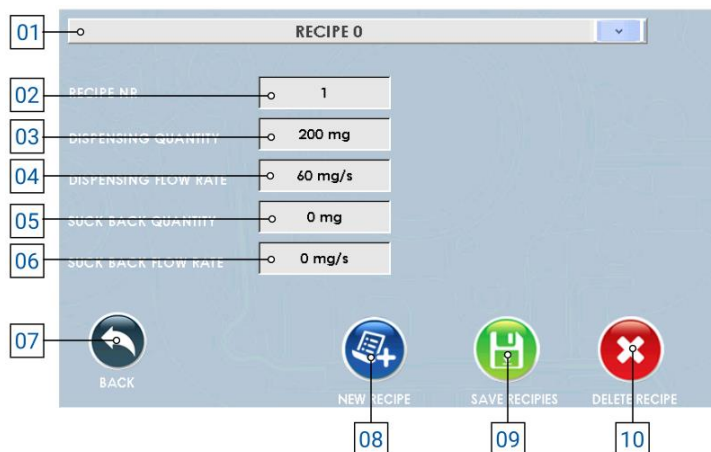 01 RECIPE 0
02 RECIPE NR 1
03 DISPENSING QUANTITY 200 mg
04 DISPENSING FLOW RATE 60 mg/s
05 SUCK BACK QUANTITY 0 mg
06 SUCK BACK FLOW RATE 0 mg/s
07
BACK NEW RECIPE SAVE RECIPIES DELETE RECIPE
08 09 10